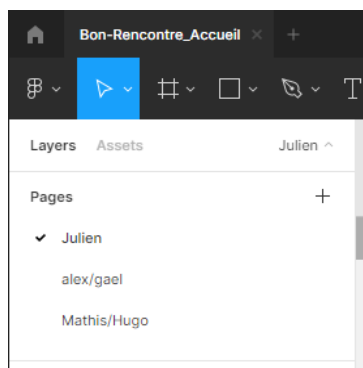 Bon-Rencontre_Accueil
Layers Assets Julien
Pages
Julien
alex/gael
Mathis/Hugo